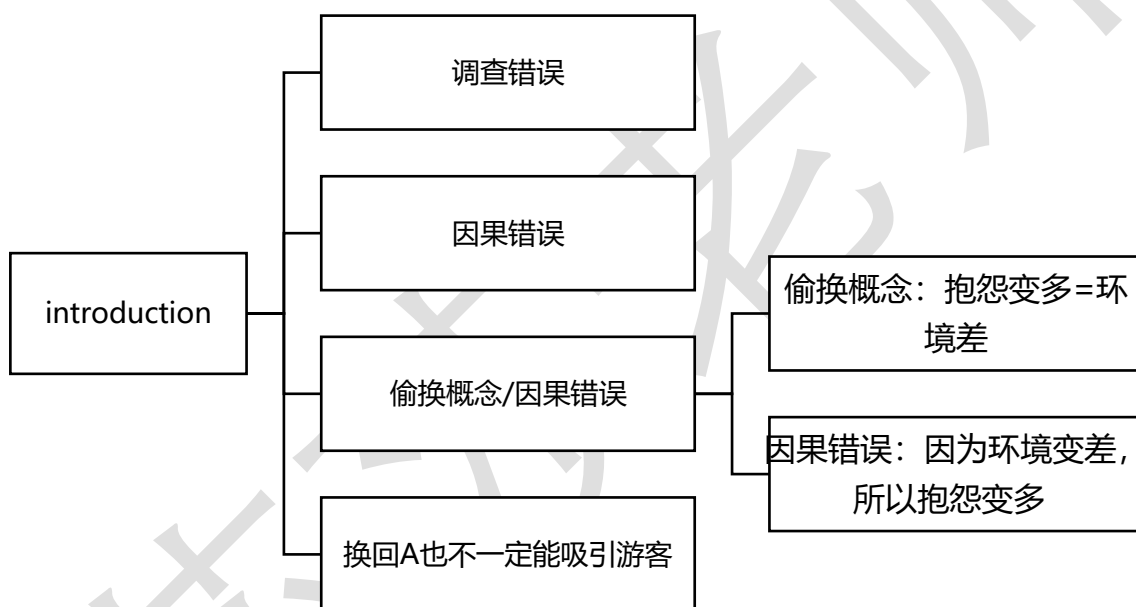 调查错误
因果错误
introduction
偷换概念/因果错误
换回A也不一定能吸引游客
偷换概念：抱怨变多=环
境差
因果错误：因为环境变差，
所以抱怨变多